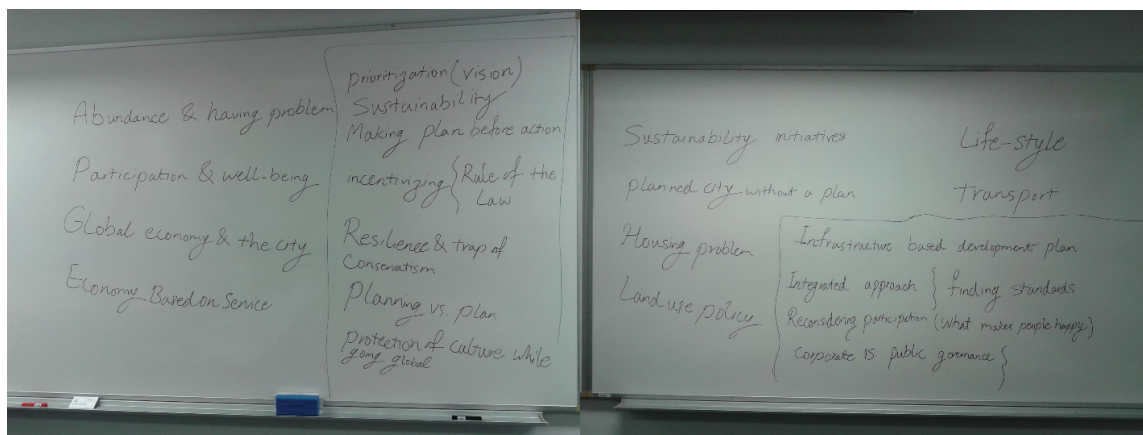 Abundance & having problem
Participation & well-being
Global economy & the city
Economy Based on Service
prioritization (vision)
Sustainability
Making plan before action
incentivizing { Rule of the
Law
Resilience & trap of
Conservatism
Planning vs. plan
protection of culture while
going global
Sustainability initiatives
planned city without a plan
Housing problem
Land use policy
Life-style
transport
Infrastructure based development plan
Integrated approach } finding standards
Reconsidering participation (what makes people happy)
Corporate IS public governance }